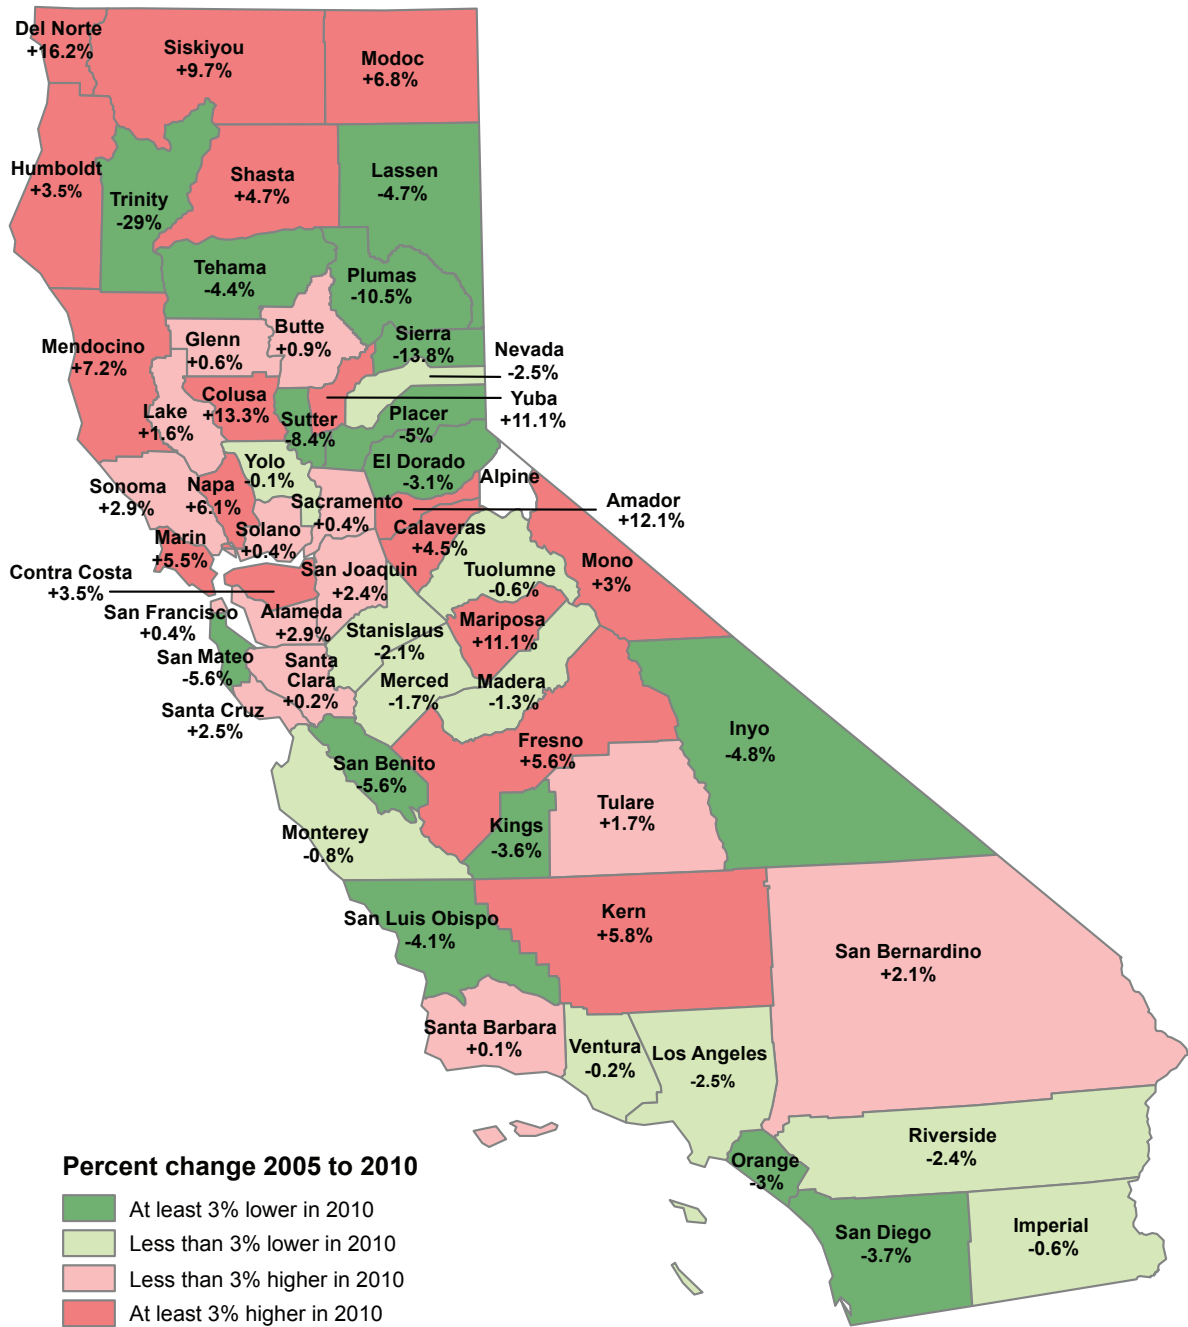 Del Norte
+16.2%
Siskiyou
+9.7%
Modoc
+6.8%
Humboldt
+3.5%
Trinity
-29%
Shasta
+4.7%
Lassen
-4.7%
Tehama
-4.4%
Plumas
-10.5%
Mendocino
+7.2%
Glenn
+0.6%
Butte
+0.9%
Sierra
-13.8%
Nevada
-2.5%
Yuba
+11.1%
Lake
+1.6%
Colusa
+13.3%
Sutter
-8.4%
Placer
-5%
El Dorado
-3.1%
Alpine
Yolo
-0.1%
Sonoma
+2.9%
Napa
+6.1%
Sacramento
+0.4%
Amador
+12.1%
Marin
+5.5%
Solano
+0.4%
Calaveras
+4.5%
Contra Costa
+3.5%
San Joaquin
+2.4%
Tuolumne
-0.6%
Mono
+3%
San Francisco
+0.4%
Alameda
+2.9%
Stanislaus
-2.1%
Mariposa
+11.1%
San Mateo
-5.6%
Santa
Clara
+0.2%
Merced
-1.7%
Madera
-1.3%
Santa Cruz
+2.5%
Fresno
+5.6%
Inyo
-4.8%
San Benito
-5.6%
Monterey
-0.8%
Kings
-3.6%
Tulare
+1.7%
San Luis Obispo
-4.1%
Kern
+5.8%
San Bernardino
+2.1%
Santa Barbara
+0.1%
Ventura
-0.2%
Los Angeles
-2.5%
Orange
-3%
Riverside
-2.4%
San Diego
-3.7%
Imperial
-0.6%
Percent change 2005 to 2010
At least 3% lower in 2010
Less than 3% lower in 2010
Less than 3% higher in 2010
At least 3% higher in 2010